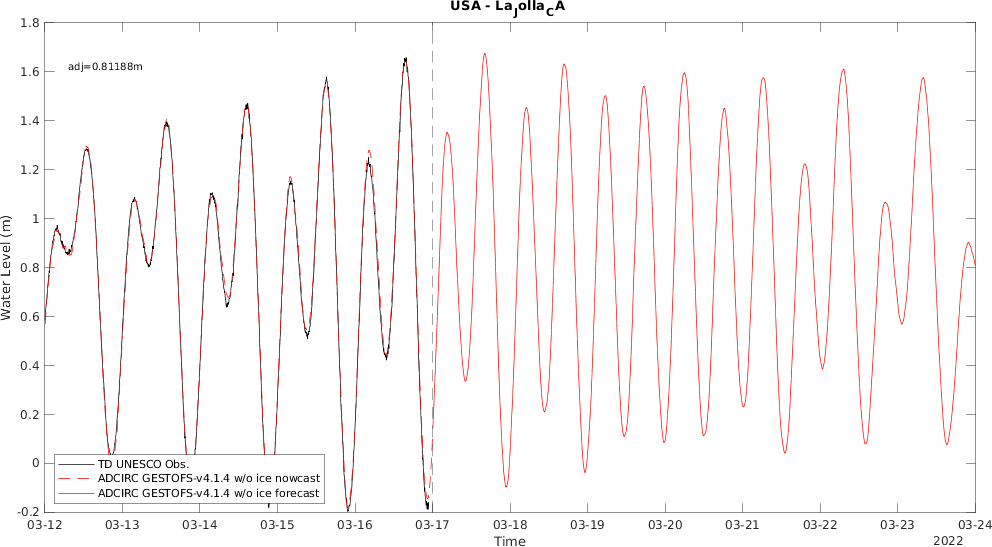 USA - LaJollaCA
1.8
1.6
1.4
1.2
1
0.8
0.6
0.4
0.2
0
-0.2
Water Level (m)
adj=0.81188m
TD UNESCO Obs.
ADCIRC GESTOFS-v4.1.4 w/o ice nowcast
ADCIRC GESTOFS-v4.1.4 w/o ice forecast
03-12 03-13 03-14 03-15 03-16 03-17 03-18 03-19 03-20 03-21 03-22 03-23 03-24
Time
2022